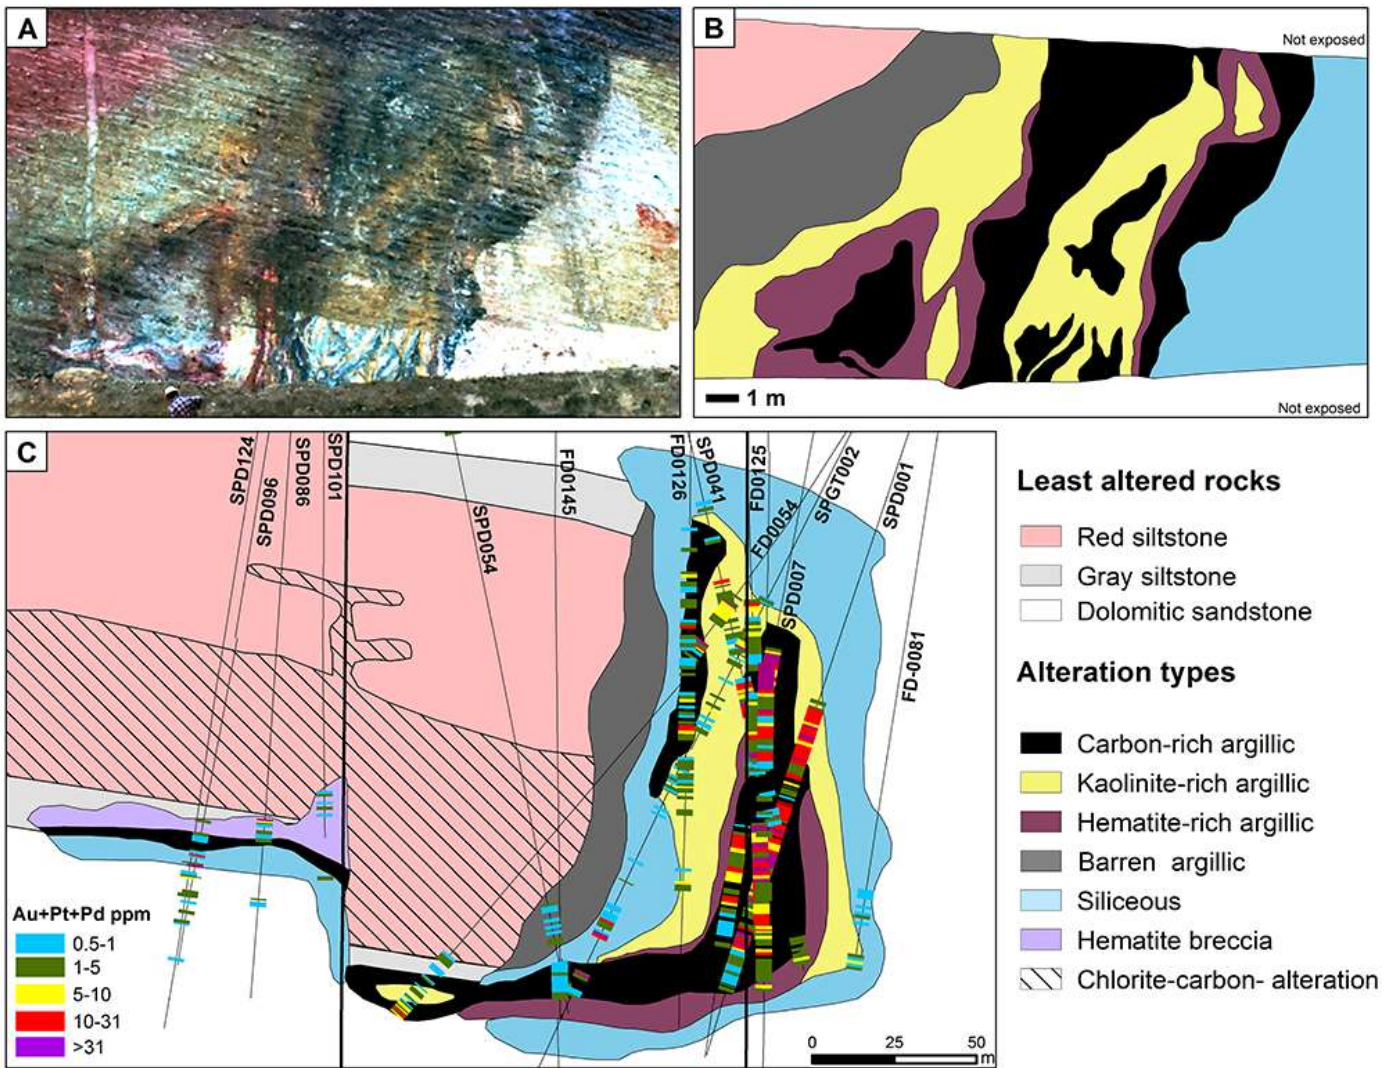 A
B
Not exposed
1 m
Not exposed
C
SPD124
SPD096
SPD086
SPD101
SPD054
FD0145
FD0126
SPD041
FD0125
FD0054
SPGT002
SPD007
SPD001
FD-0081
Au+Pt+Pd ppm
0.5-1
1-5
5-10
10-31
>31
0 25 50
m
Least altered rocks
Red siltstone
Gray siltstone
Dolomitic sandstone
Alteration types
Carbon-rich argillic
Kaolinite-rich argillic
Hematite-rich argillic
Barren argillic
Siliceous
Hematite breccia
Chlorite-carbon- alteration